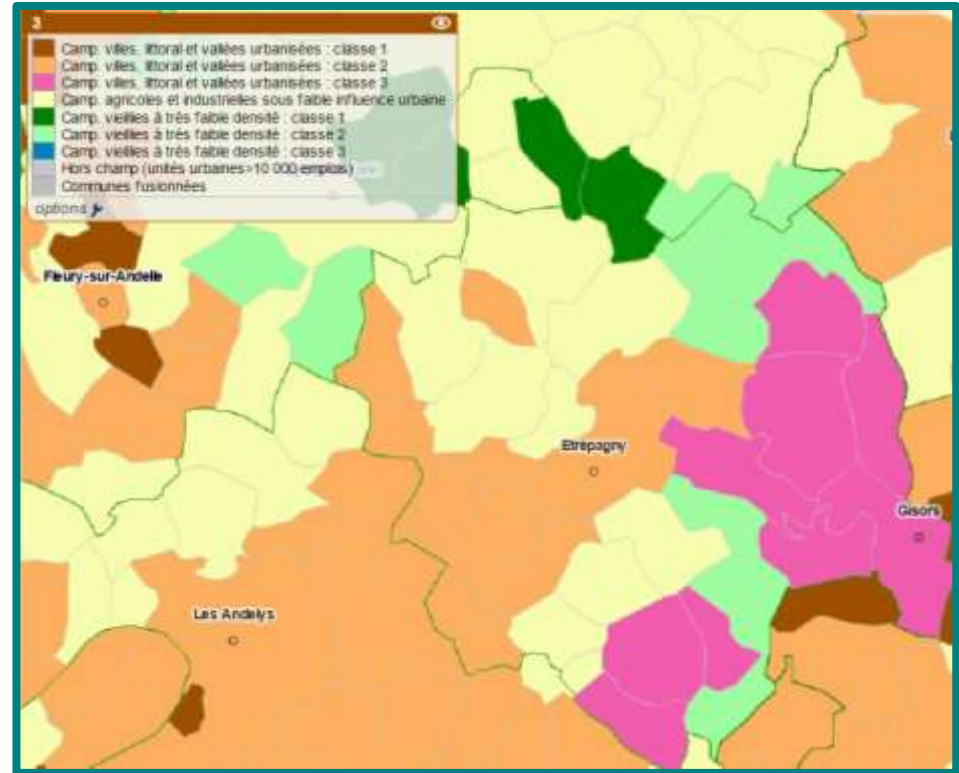 3
Camp. villes, littoral et vallées urbanisées : classe 1
Camp. villes, littoral et vallées urbanisées : classe 2
Camp. villes, littoral et vallées urbanisées : classe 3
Camp. agricoles et industrielles sous faible influence urbaine
Camp. vieillies à très faible densité : classe 1
Camp. vieillies à très faible densité : classe 2
Camp. vieillies à très faible densité : classe 3
Hors champ (unités urbaines>10 000 emplois)
Communes fusionnées
options
Fleury-sur-Andelle
Etrépagny
Gisors
Les Andelys